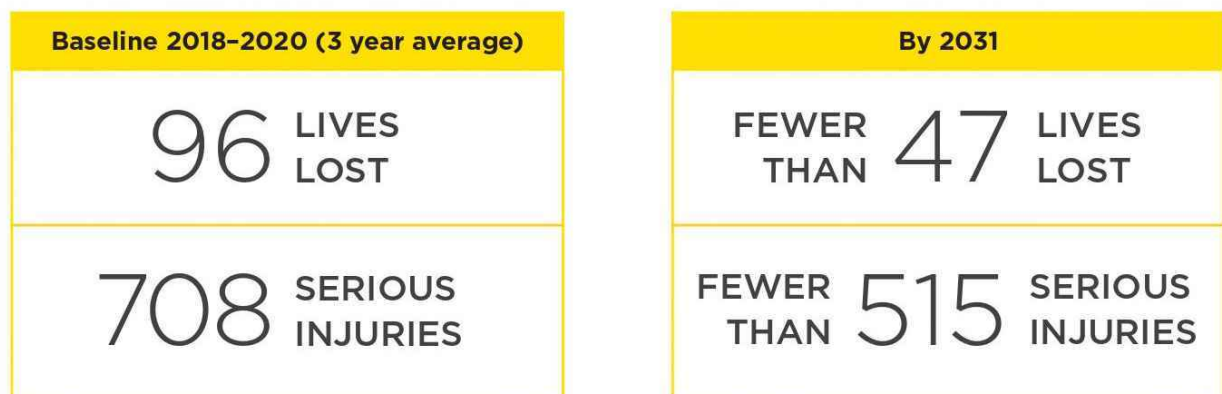 Baseline 2018–2020 (3 year average)
96 LIVES
LOST
708 SERIOUS
INJURIES
By 2031
FEWER
THAN 47 LIVES
LOST
FEWER
THAN 515 SERIOUS
INJURIES